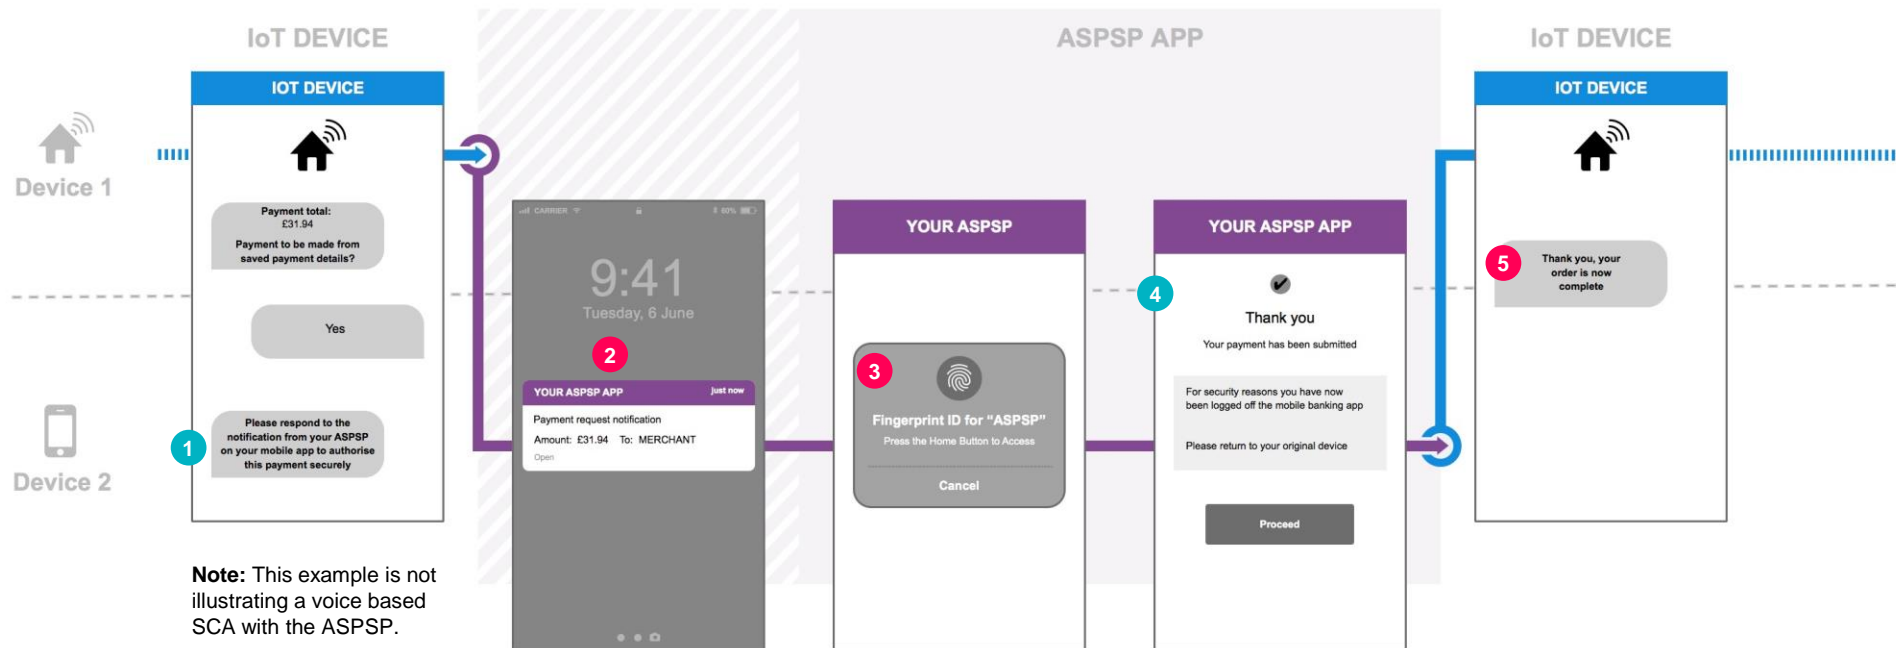 IoT DEVICE
ASPSP APP
IoT DEVICE
Device 1
Device 2
IOT DEVICE
Payment total:
£31.94
Payment to be made from
saved payment details?
Yes
1
Please respond to the
notification from your ASPSP
on your mobile app to authorise
this payment securely
Note: This example is not
illustrating a voice based
SCA with the ASPSP.
CARRIER
60%
9:41
Tuesday, 6 June
2
YOUR ASPSP APP just now
Payment request notification
Amount: £31.94 To: MERCHANT
Open
YOUR ASPSP
3
Fingerprint ID for “ASPSP”
Press the Home Button to Access
Cancel
YOUR ASPSP APP
4
Thank you
Your payment has been submitted
For security reasons you have now
been logged off the mobile banking app
Please return to your original device
Proceed
IOT DEVICE
5
Thank you, your
order is now
complete